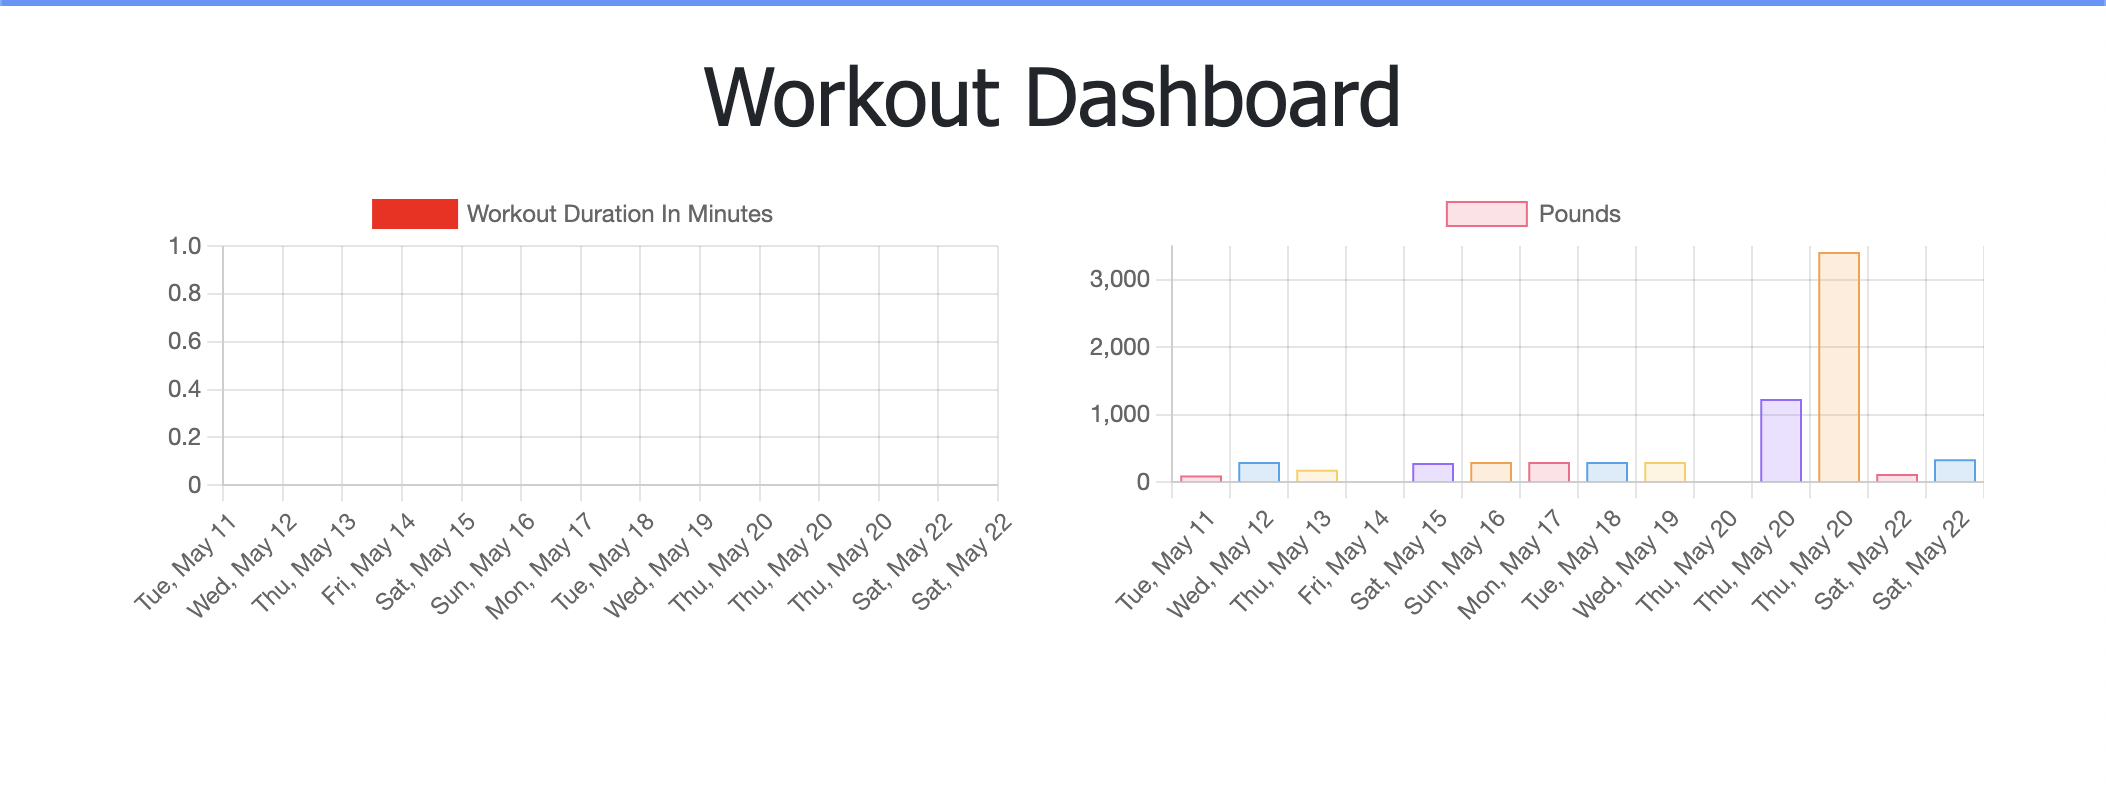 Workout Dashboard
Workout Duration In Minutes
1.0
0.8
0.6
0.4
0.2
0
Tue, May 11
Wed, May 12
Thu, May 13
Fri, May 14
Sat, May 15
Sun, May 16
Mon, May 17
Tue, May 18
Wed, May 19
Thu, May 20
Thu, May 20
Thu, May 20
Sat, May 22
Sat, May 22
Pounds
3,000
2,000
1,000
0
Tue, May 11
Wed, May 12
Thu, May 13
Fri, May 14
Sat, May 15
Sun, May 16
Mon, May 17
Tue, May 18
Wed, May 19
Thu, May 20
Thu, May 20
Thu, May 20
Sat, May 22
Sat, May 22